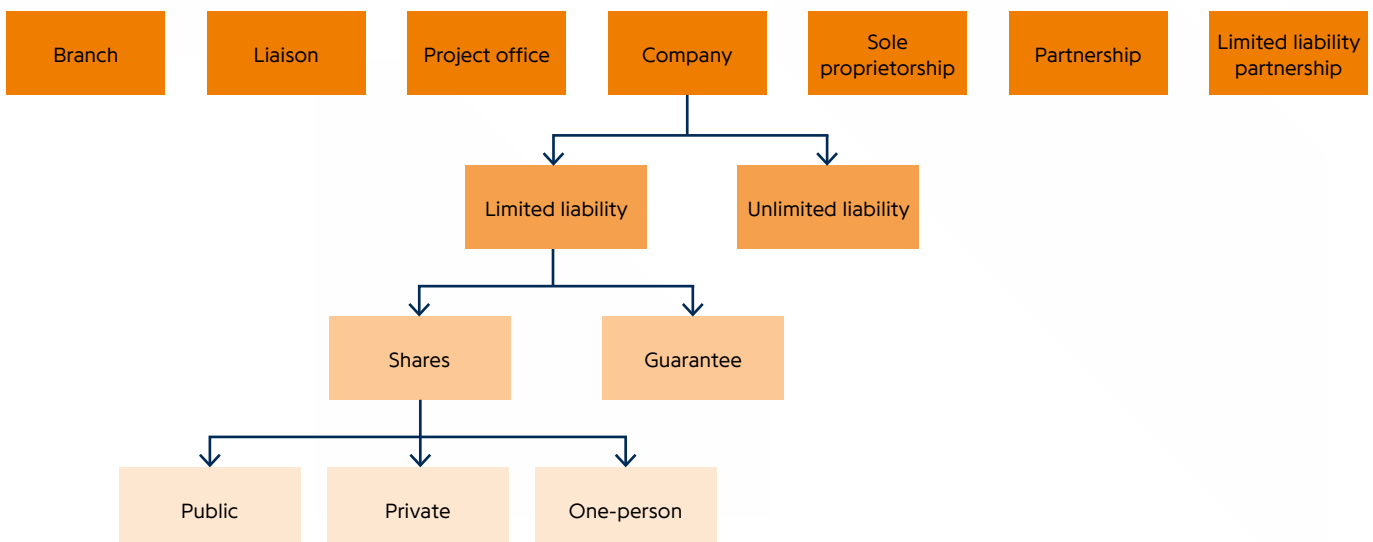 Branch
Liaison
Project office
Company
Sole
proprietorship
Partnership
Limited liability
partnership
Limited liability
Unlimited liability
Shares
Guarantee
Public
Private
One-person